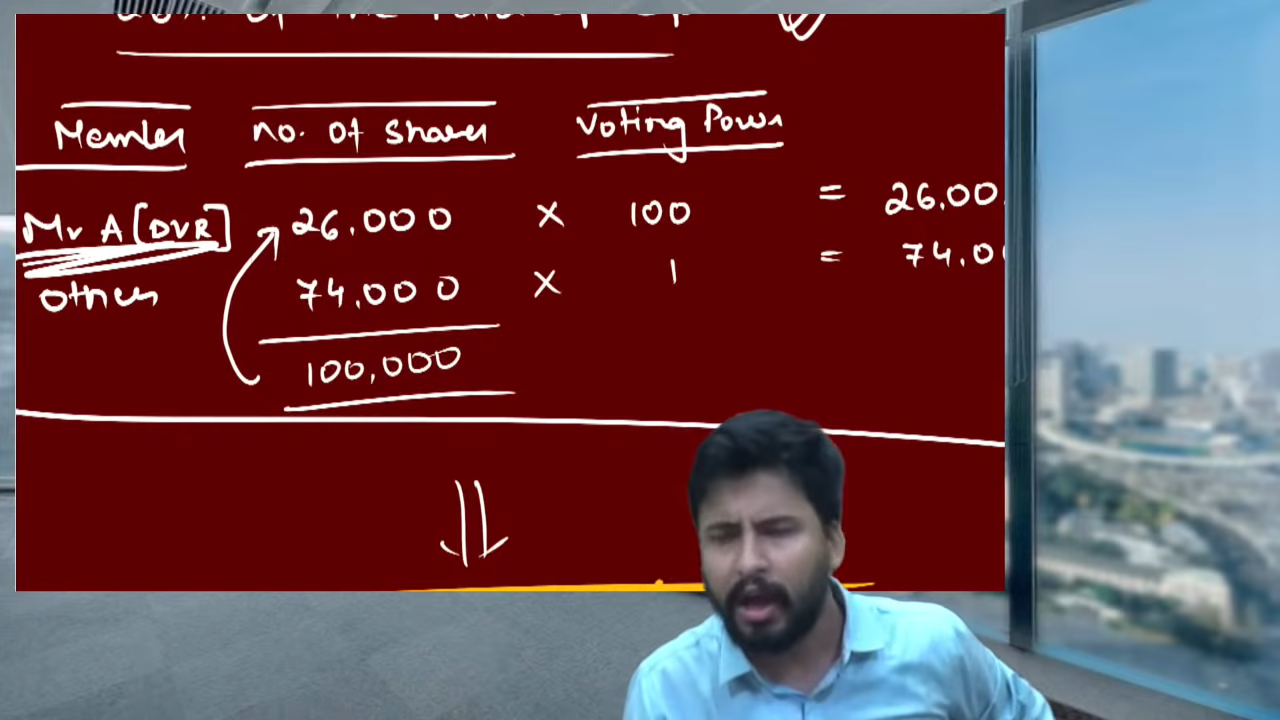 Member no. of shares Voting Power
Mr A [DVR] 26,000 × 100 = 26,00
others 74,000 × 1 = 74,0
100,000